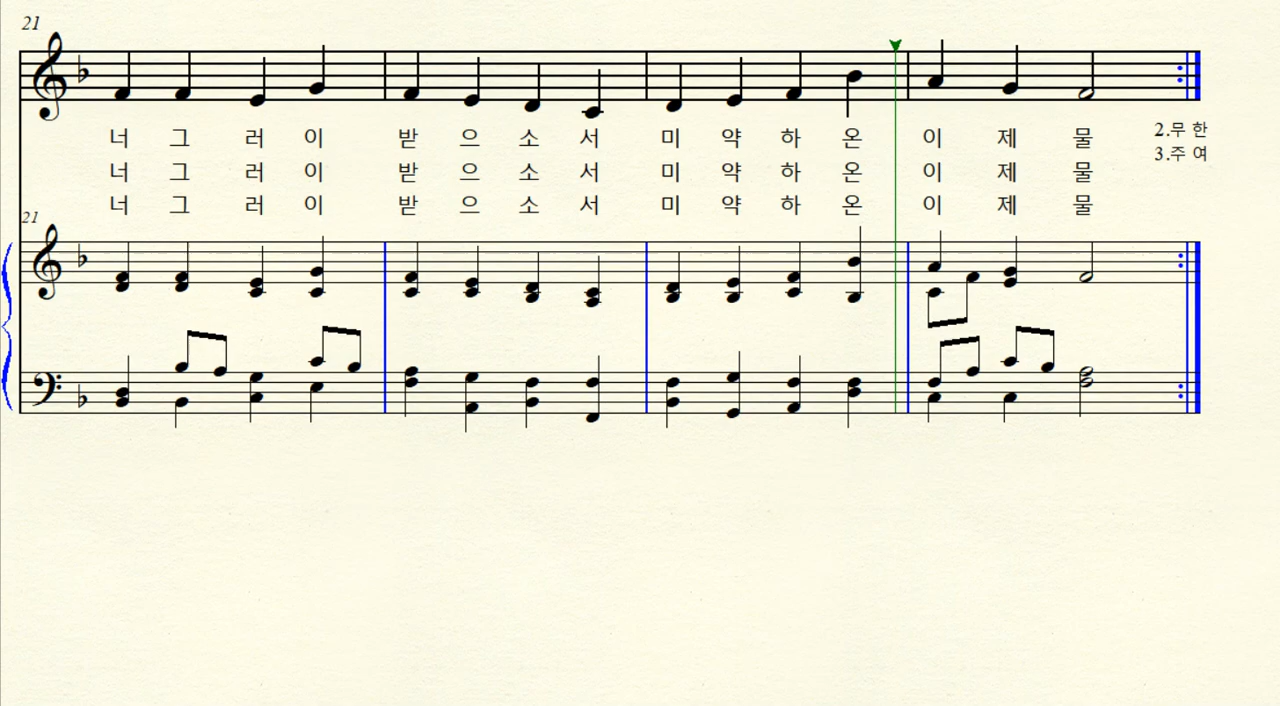 21
너 그 러 이 받 으 소 서 미 약 하 온 이 제 물
2.무 한
3.주 여
너 그 러 이 받 으 소 서 미 약 하 온 이 제 물
너 그 러 이 받 으 소 서 미 약 하 온 이 제 물
21